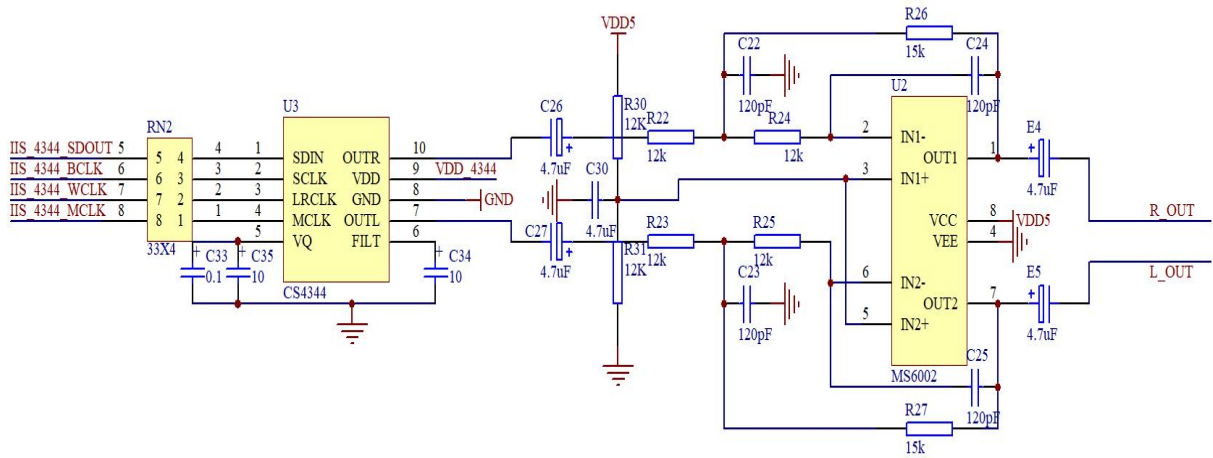 R26
15k
VDD5
C22
120pF
C24
120pF
U2
U3
C26
4.7uF
R30
12K
R22
12k
R24
12k
RN2
IIS_4344_SDOUT 5 5 4 4 1 SDIN OUTR 10
IIS_4344_BCLK 6 6 3 3 2 SCLK VDD 9 VDD_4344
IIS_4344_WCLK 7 7 2 2 3 LRCLK GND 8 GND
IIS_4344_MCLK 8 8 1 1 4 MCLK OUTL 7
5 VQ FILT 6
33X4
C33
0.1
C35
10
CS4344
C34
10
C30
4.7uF
C27
4.7uF
R31
12K
R23
12k
R25
12k
C23
120pF
2 IN1-
OUT1 1
3 IN1+
VCC 8 VDD5
VEE 4
6 IN2-
OUT2 7
5 IN2+
MS6002
E4
+
4.7uF
R_OUT
E5
+
4.7uF
L_OUT
C25
120pF
R27
15k